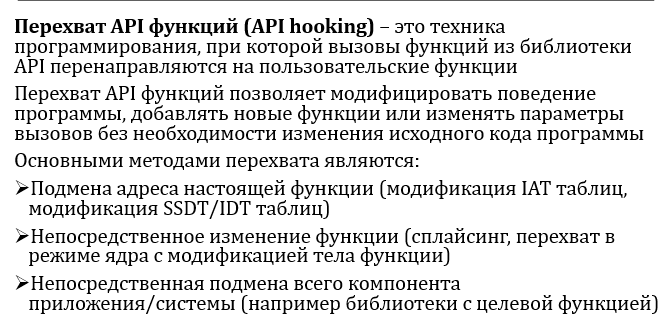 Перехват API функций (API hooking) – это техника
программирования, при которой вызовы функций из библиотеки
API перенаправляются на пользовательские функции
Перехват API функций позволяет модифицировать поведение
программы, добавлять новые функции или изменять параметры
вызовов без необходимости изменения исходного кода программы
Основными методами перехвата являются:
➢Подмена адреса настоящей функции (модификация IAT таблиц,
модификация SSDT/IDT таблиц)
➢Непосредственное изменение функции (сплайсинг, перехват в
режиме ядра с модификацией тела функции)
➢Непосредственная подмена всего компонента
приложения/системы (например библиотеки с целевой функцией)